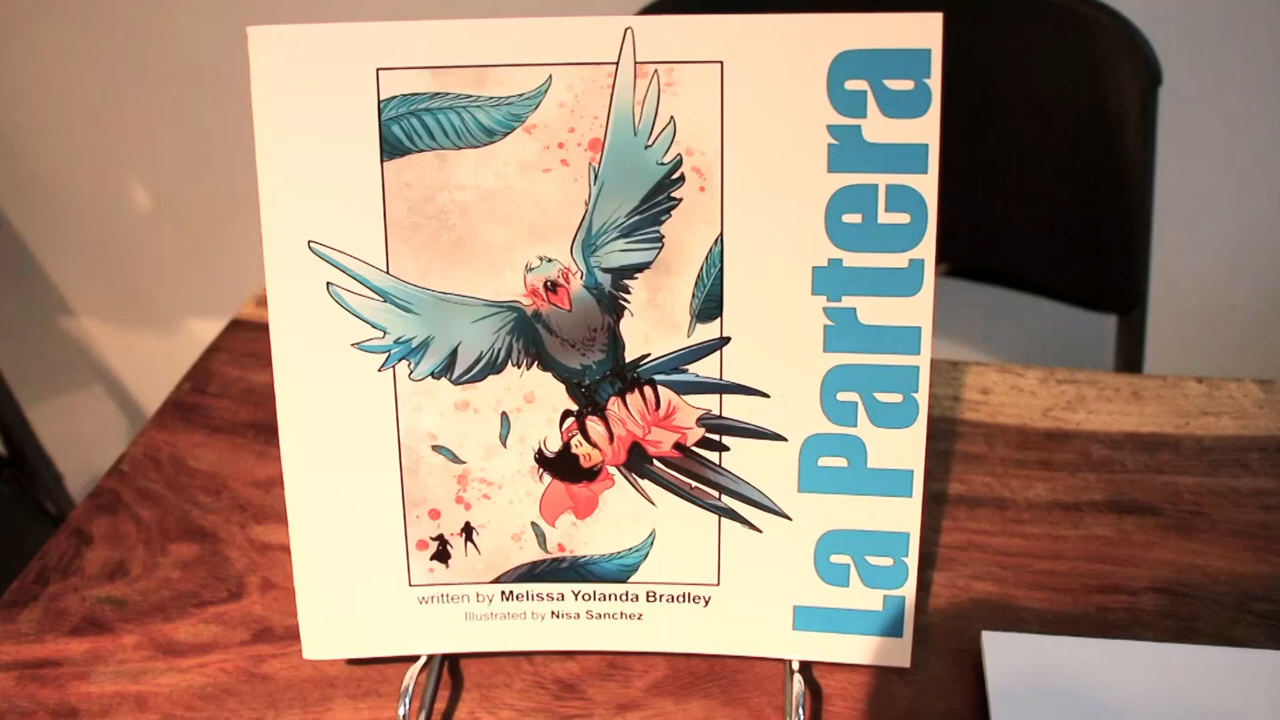 La Partera
written by Melissa Yolanda Bradley
Illustrated by Nisa Sanchez